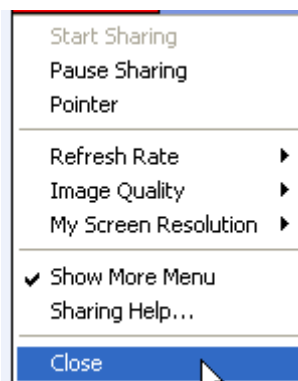 Start Sharing
Pause Sharing
Pointer
Refresh Rate
Image Quality
My Screen Resolution
Show More Menu
Sharing Help...
Close